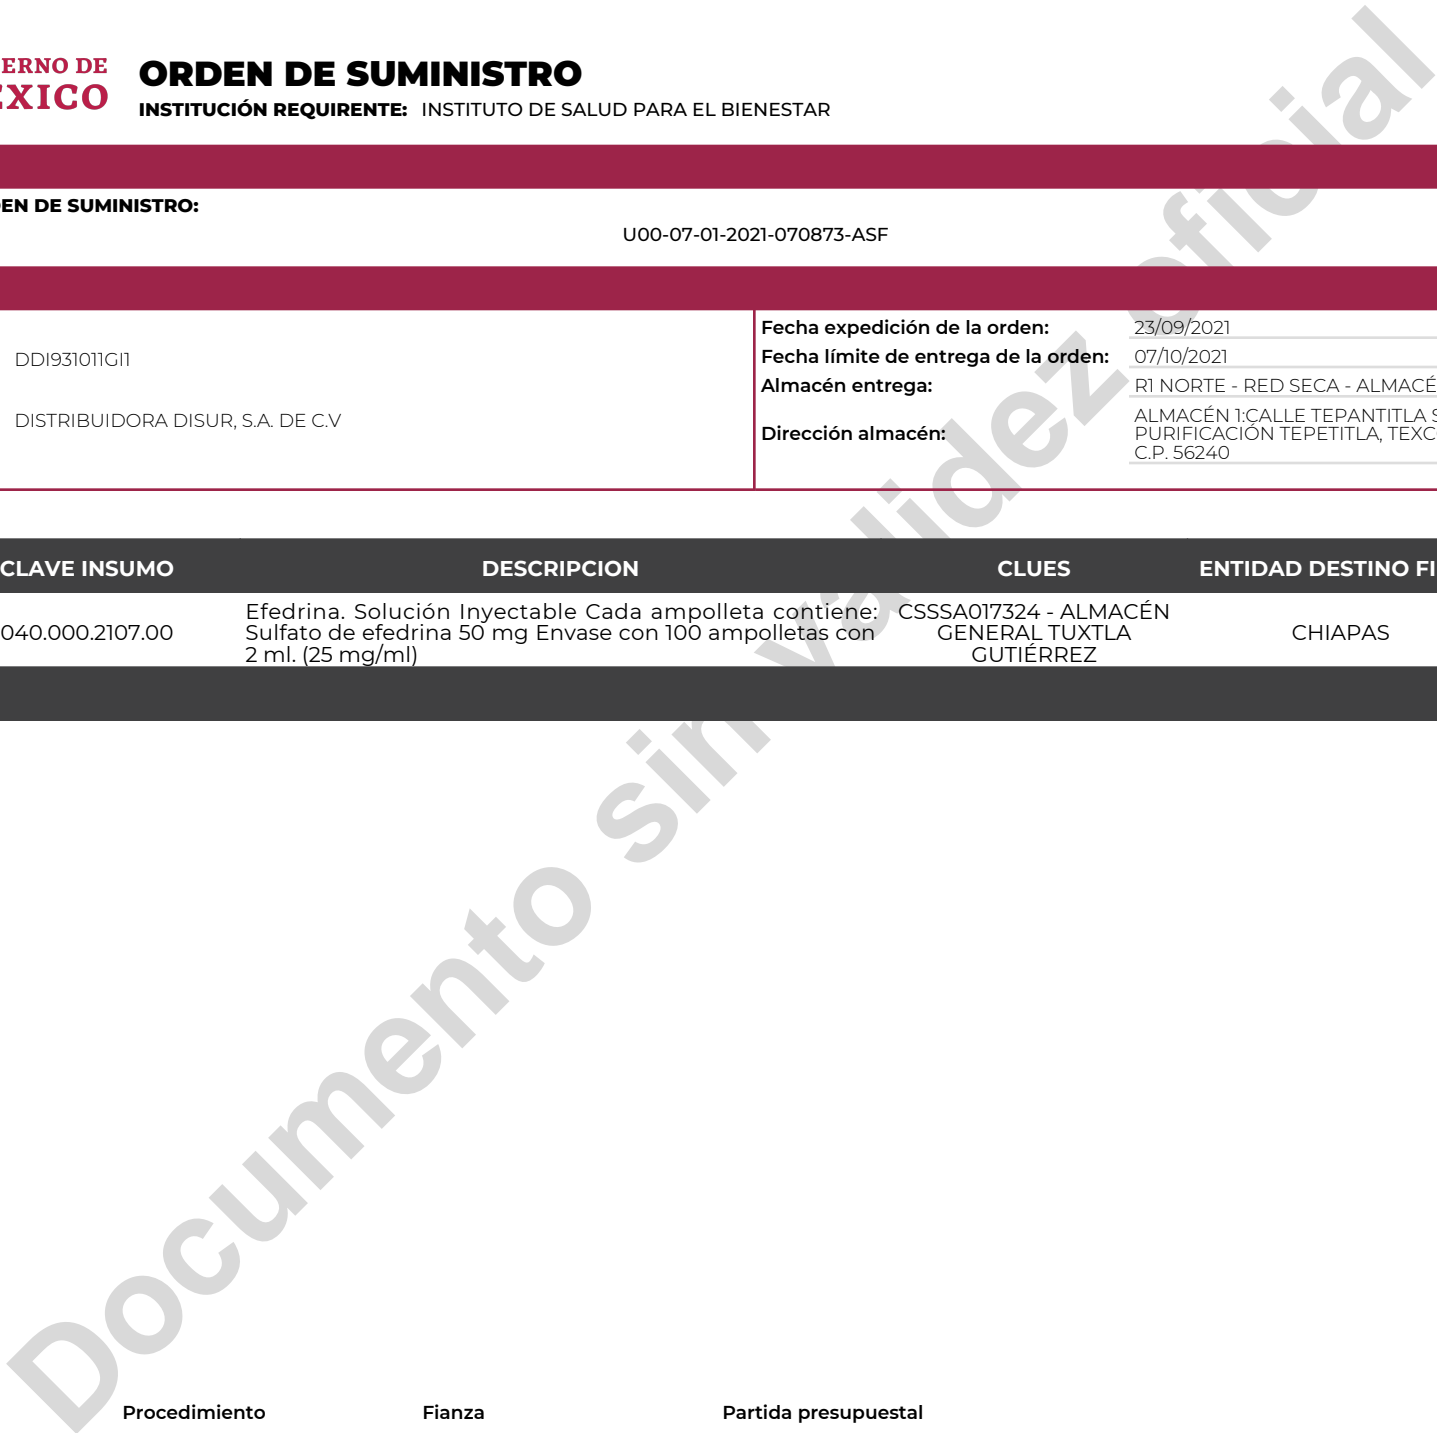 ERNO DE
EXICO
ORDEN DE SUMINISTRO
INSTITUCIÓN REQUIRENTE: INSTITUTO DE SALUD PARA EL BIENESTAR
EN DE SUMINISTRO:
U00-07-01-2021-070873-ASF
DDI931011GI1
DISTRIBUIDORA DISUR, S.A. DE C.V
Fecha expedición de la orden: 23/09/2021
Fecha límite de entrega de la orden: 07/10/2021
Almacén entrega: R1 NORTE - RED SECA - ALMACÉ
Dirección almacén: ALMACÉN 1:CALLE TEPANTITLA S
PURIFICACIÓN TEPETITLA, TEXC
C.P. 56240
CLAVE INSUMO DESCRIPCION CLUES ENTIDAD DESTINO FI
040.000.2107.00
Efedrina. Solución Inyectable Cada ampolleta contiene:
Sulfato de efedrina 50 mg Envase con 100 ampolletas con
2 ml. (25 mg/ml)
CSSSA017324 - ALMACÉN
GENERAL TUXTLA
GUTIÉRREZ
CHIAPAS
Documento sin validez oficial
Procedimiento Fianza Partida presupuestal